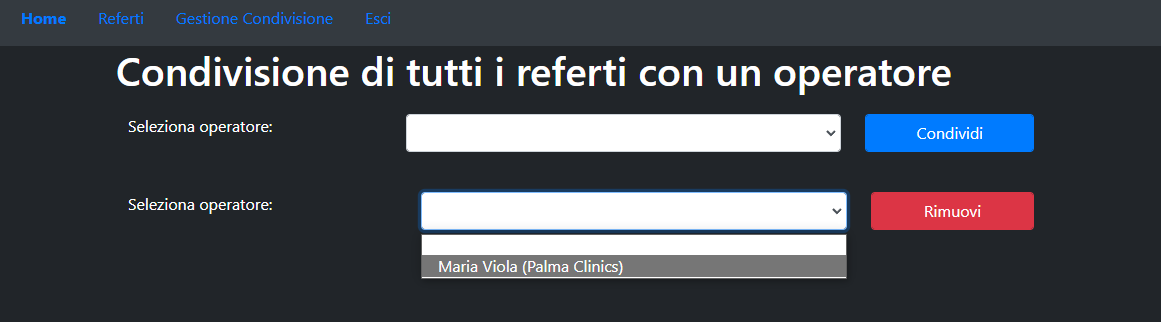 Home Referti Gestione Condivisione Esci
Condivisione di tutti i referti con un operatore
Seleziona operatore: Condividi
Seleziona operatore: Rimuovi
Maria Viola (Palma Clinics)